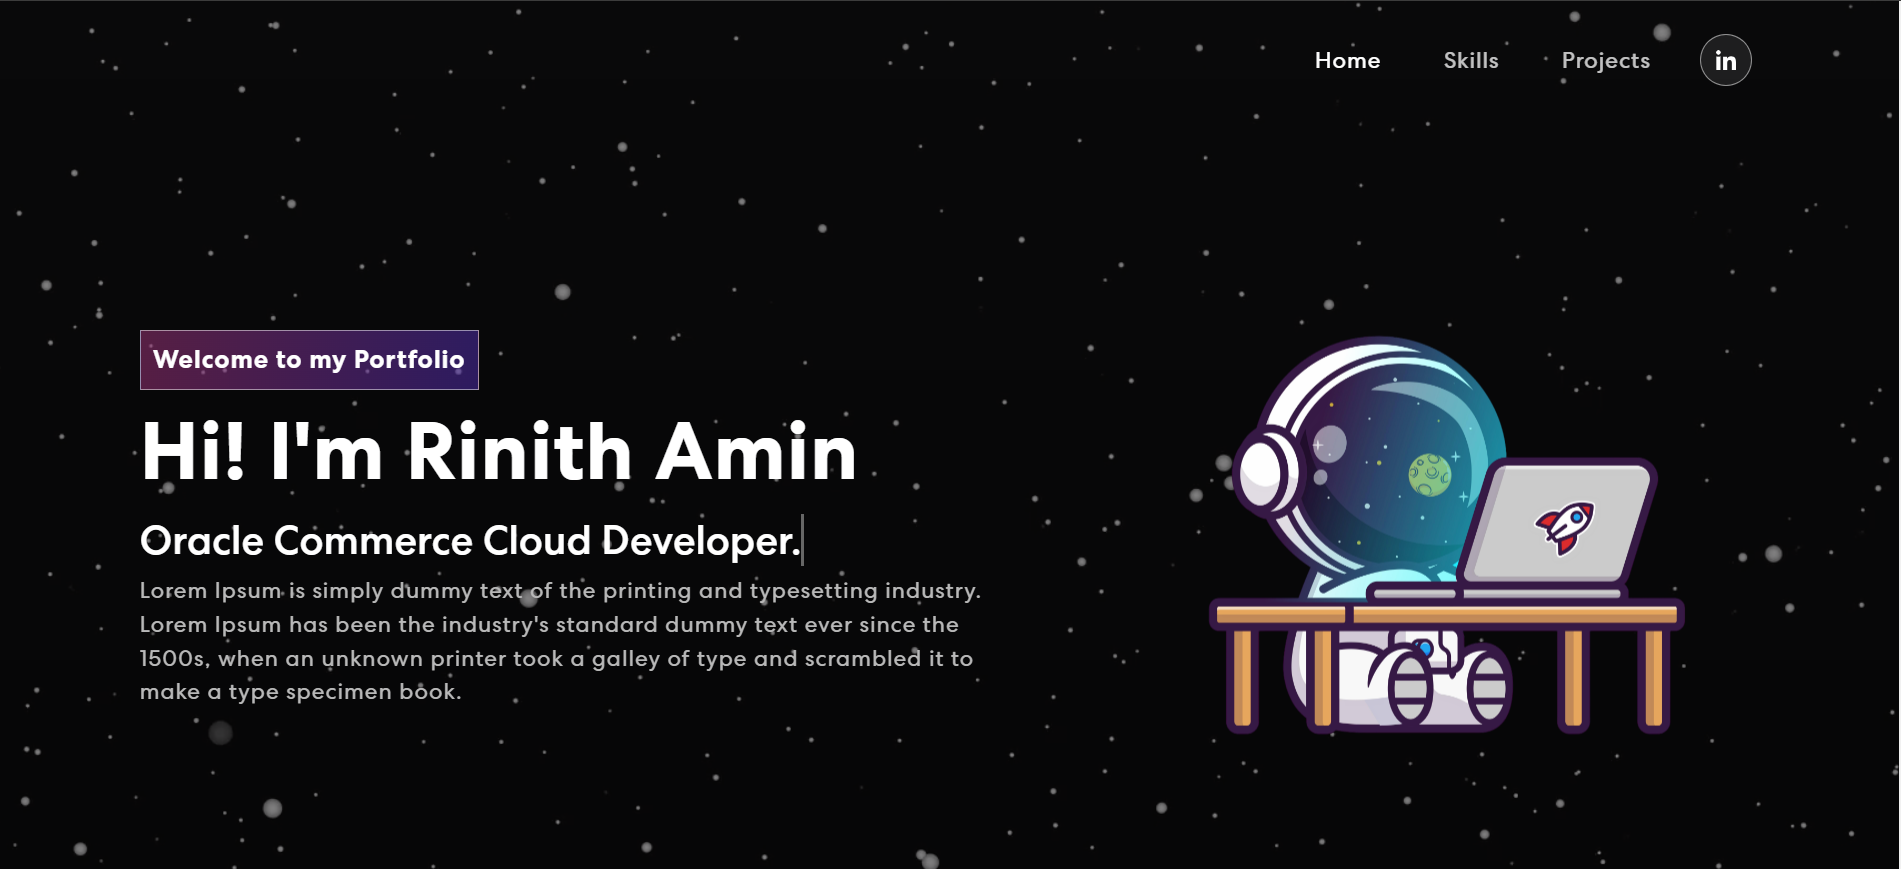 Home Skills Projects in
Welcome to my Portfolio
Hi! I'm Rinith Amin
Oracle Commerce Cloud Developer.
Lorem Ipsum is simply dummy text of the printing and typesetting industry.
Lorem Ipsum has been the industry's standard dummy text ever since the
1500s, when an unknown printer took a galley of type and scrambled it to
make a type specimen book.